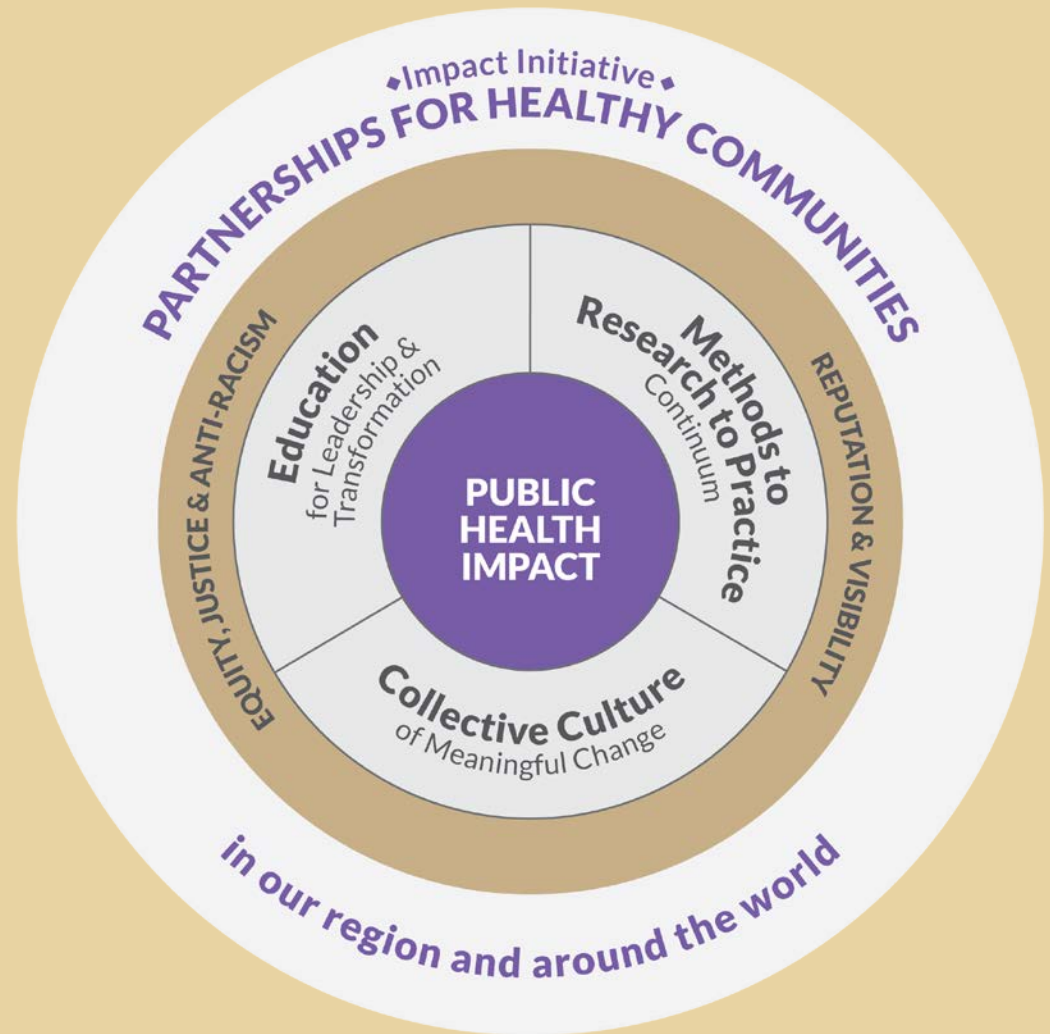 ◆Impact Initiative◆
PARTNERSHIPS FOR HEALTHY COMMUNITIES
EQUITY, JUSTICE & ANTI-RACISM
REPUTATION & VISIBILITY
Education
for Leadership &
Transformation
Methods to
Research to Practice
Continuum
PUBLIC
HEALTH
IMPACT
Collective Culture
of Meaningful Change
in our region and around the world